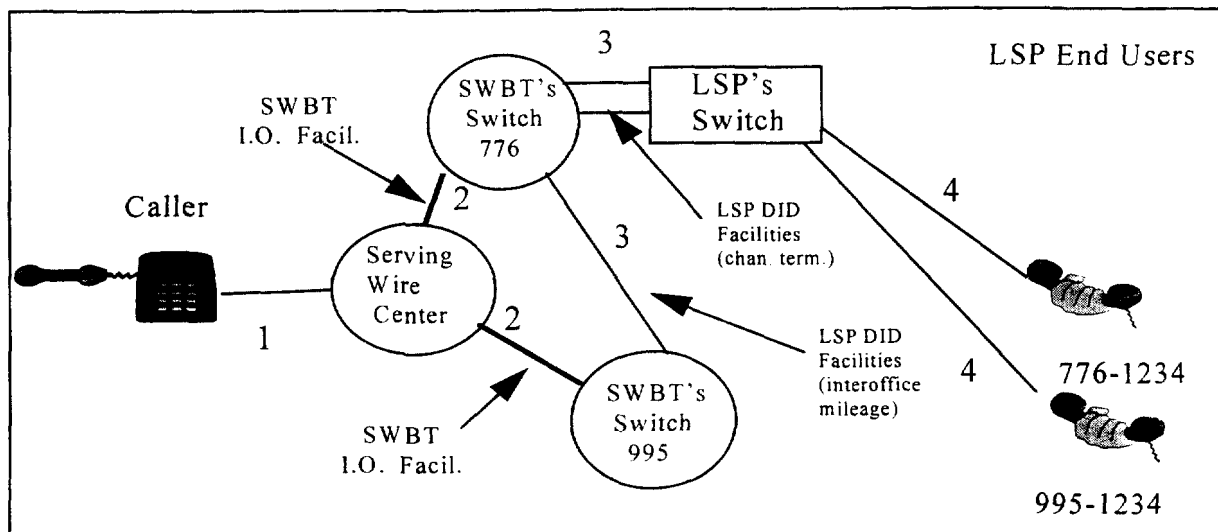 3
LSP End Users
SWBT's
Switch
776
LSP's
Switch
SWBT
I.O. Facil.
2
4
Caller
LSP DID
Facilities
(chan. term.)
3
Serving
Wire
Center
1
2
LSP DID
Facilities
(interoffice
mileage)
4
776-1234
SWBT's
Switch
995
SWBT
I.O. Facil.
995-1234